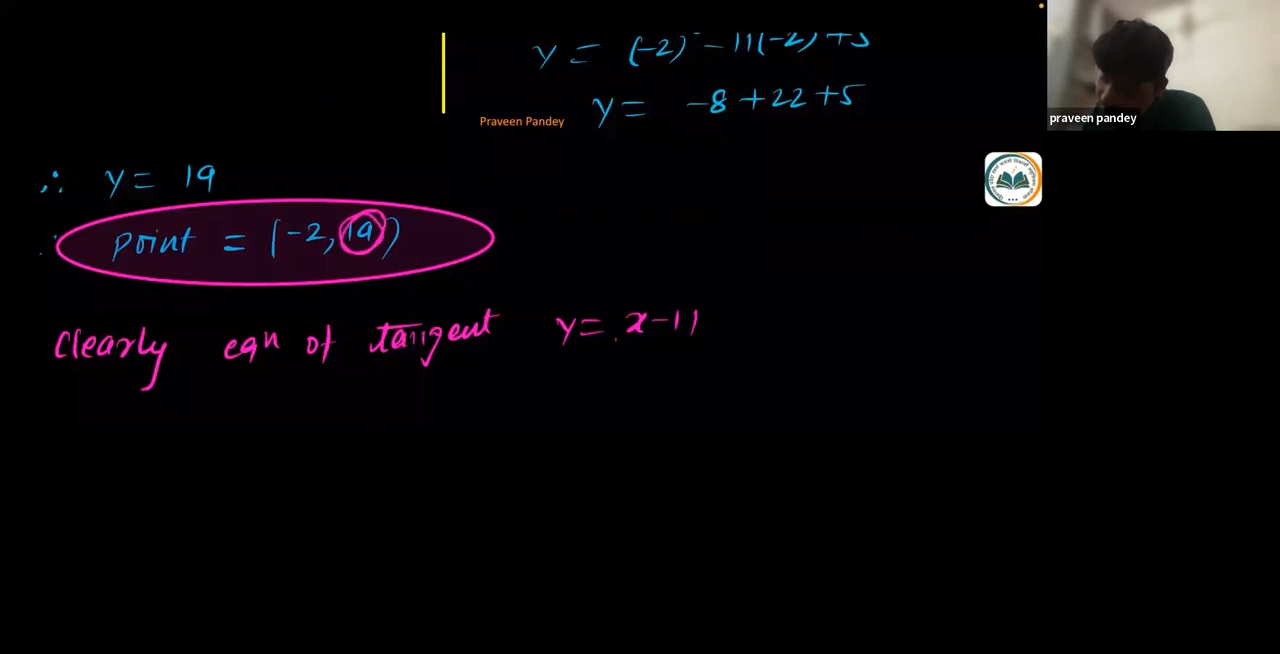 y = (-2)³ - 11(-2) + 5
y = -8 + 22 + 5
Praveen Pandey
praveen pandey
∴ y = 19
∴ point = (-2, 19)
Clearly eqn of tangent y = x - 11